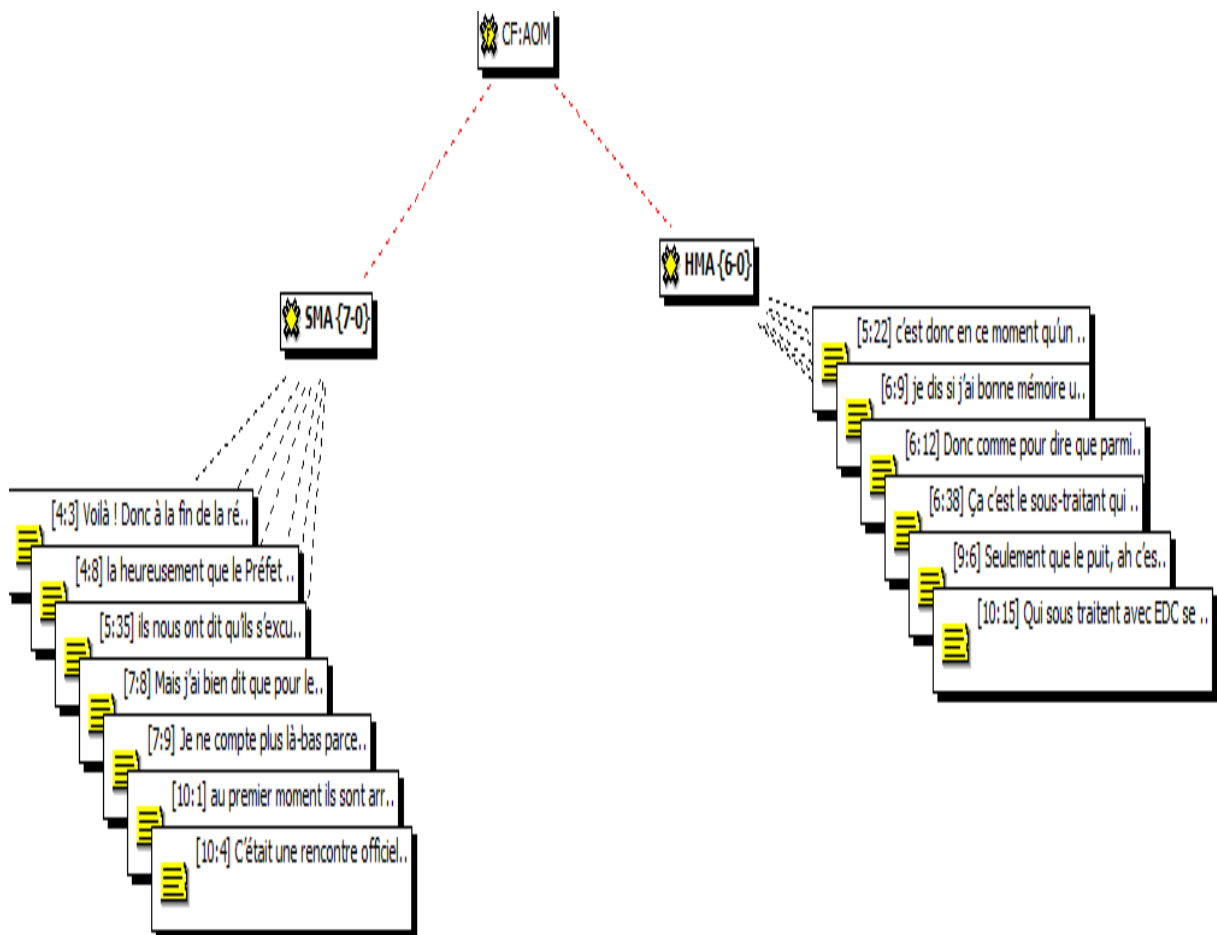 CF:AOM
HMA {6-0}
SMA {7-0}
[5:22] c'est donc en ce moment qu'un ..
[6:9] je dis si j'ai bonne mémoire u..
[6:12] Donc comme pour dire que parmi..
[6:38] Ça c'est le sous-traitant qui ..
[9:6] Seulement que le puit, ah c'es..
[10:15] Qui sous traitent avec EDC se ..
[4:3] Voilà ! Donc à la fin de la ré..
[4:8] la heureusement que le Préfet ..
[5:35] ils nous ont dit qu'ils s'excu..
[7:8] Mais j'ai bien dit que pour le..
[7:9] Je ne compte plus là-bas parce..
[10:1] au premier moment ils sont arr..
[10:4] C'était une rencontre officiel..